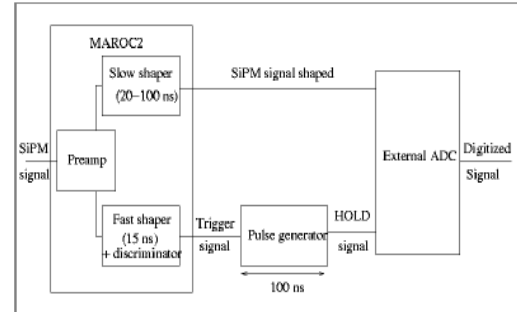 MAROC2
Slow shaper
(20-100 ns)
SiPM signal shaped
SiPM
signal
Preamp
External ADC
Digitized
Signal
Fast shaper
(15 ns)
+ discriminator
Trigger
signal
Pulse generator
HOLD
signal
100 ns